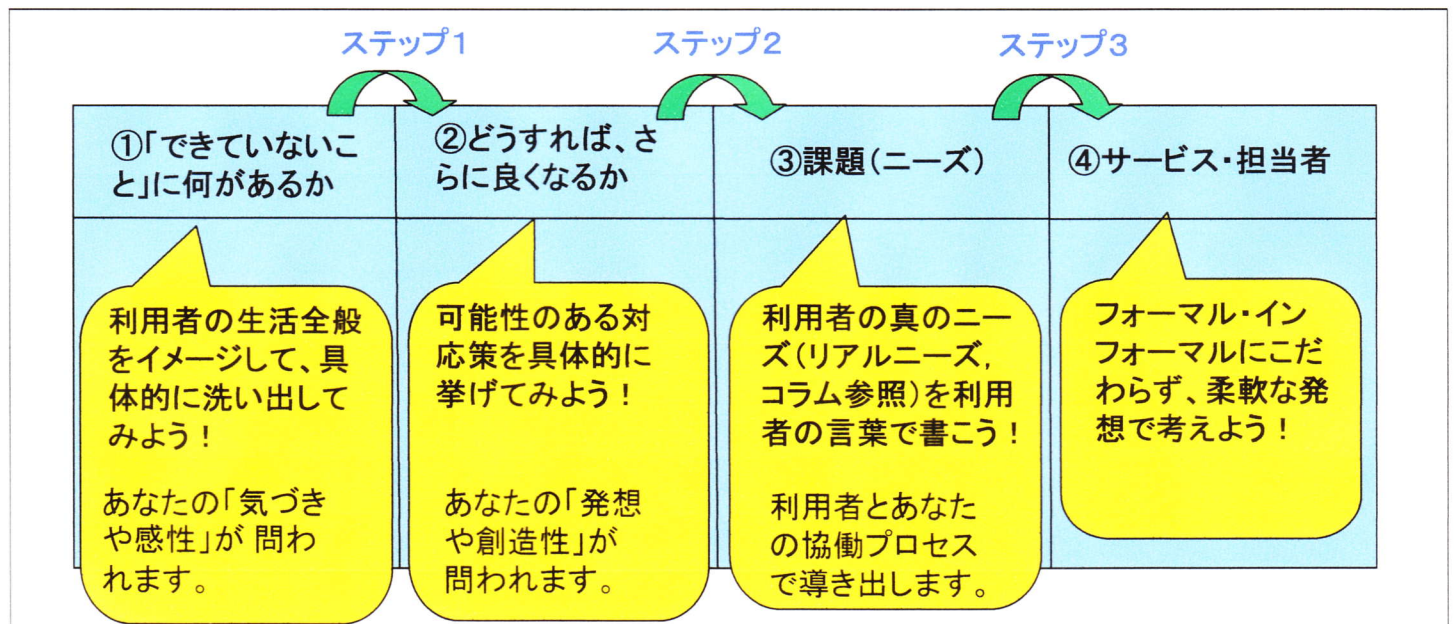 ステップ1
ステップ2
ステップ3
①「できていないこ
と」に何があるか
②どうすれば、さ
らに良くなるか
③課題(ニーズ)
④サービス・担当者
利用者の生活全般
をイメージして、具
体的に洗い出して
みよう!
あなたの「気づき
や感性」が 問わ
れます。
可能性のある対
応策を具体的に
挙げてみよう!
あなたの「発想
や創造性」が
問われます。
利用者の真のニー
ズ(リアルニーズ,
コラム参照)を利用
者の言葉で書こう!
利用者とあなた
の協働プロセス
で導き出します。
フォーマル・イン
フォーマルにこだ
わらず、柔軟な発
想で考えよう!